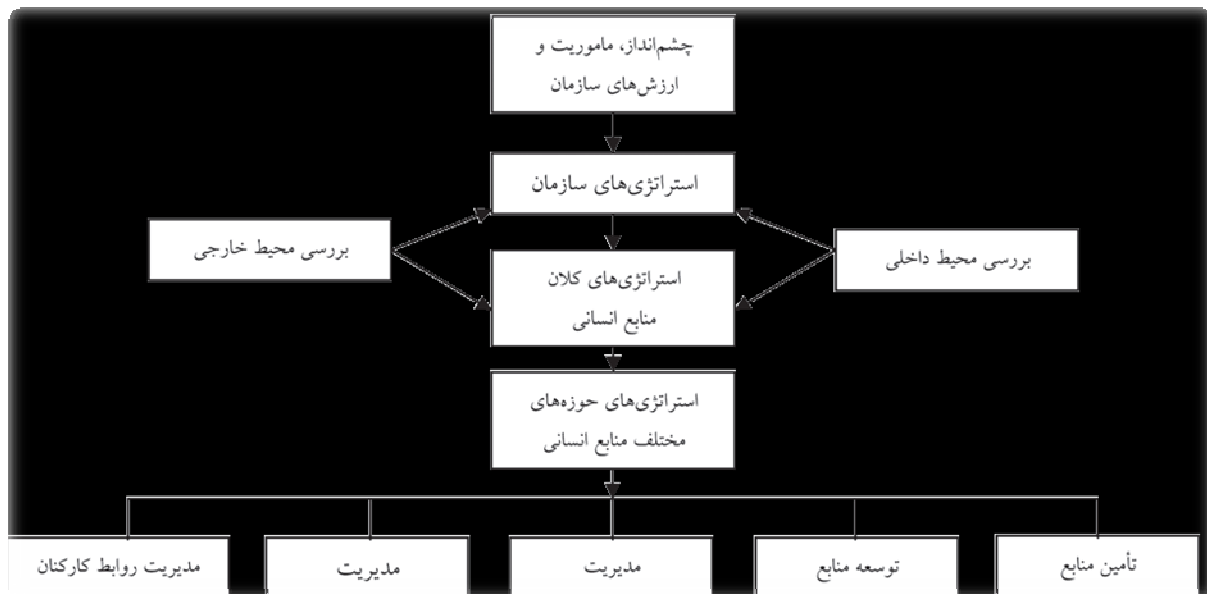 چشم‌انداز، ماموریت و
ارزش‌های سازمان
استراتژی‌های سازمان
بررسی محیط داخلی
بررسی محیط خارجی
استراتژی‌های کلان
منابع انسانی
استراتژی‌های حوزه‌های
مختلف منابع انسانی
تأمین منابع
توسعه منابع
مدیریت
مدیریت
مدیریت روابط کارکنان